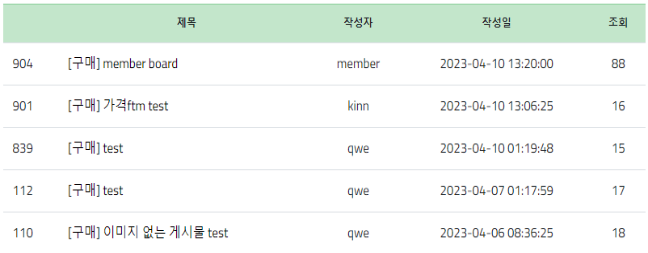 제목 작성자 작성일 조회
904 [구매] member board member 2023-04-10 13:20:00 88
901 [구매] 가격ftm test kinn 2023-04-10 13:06:25 16
839 [구매] test qwe 2023-04-10 01:19:48 15
112 [구매] test qwe 2023-04-07 01:17:59 17
110 [구매] 이미지 없는 게시물 test qwe 2023-04-06 08:36:25 18